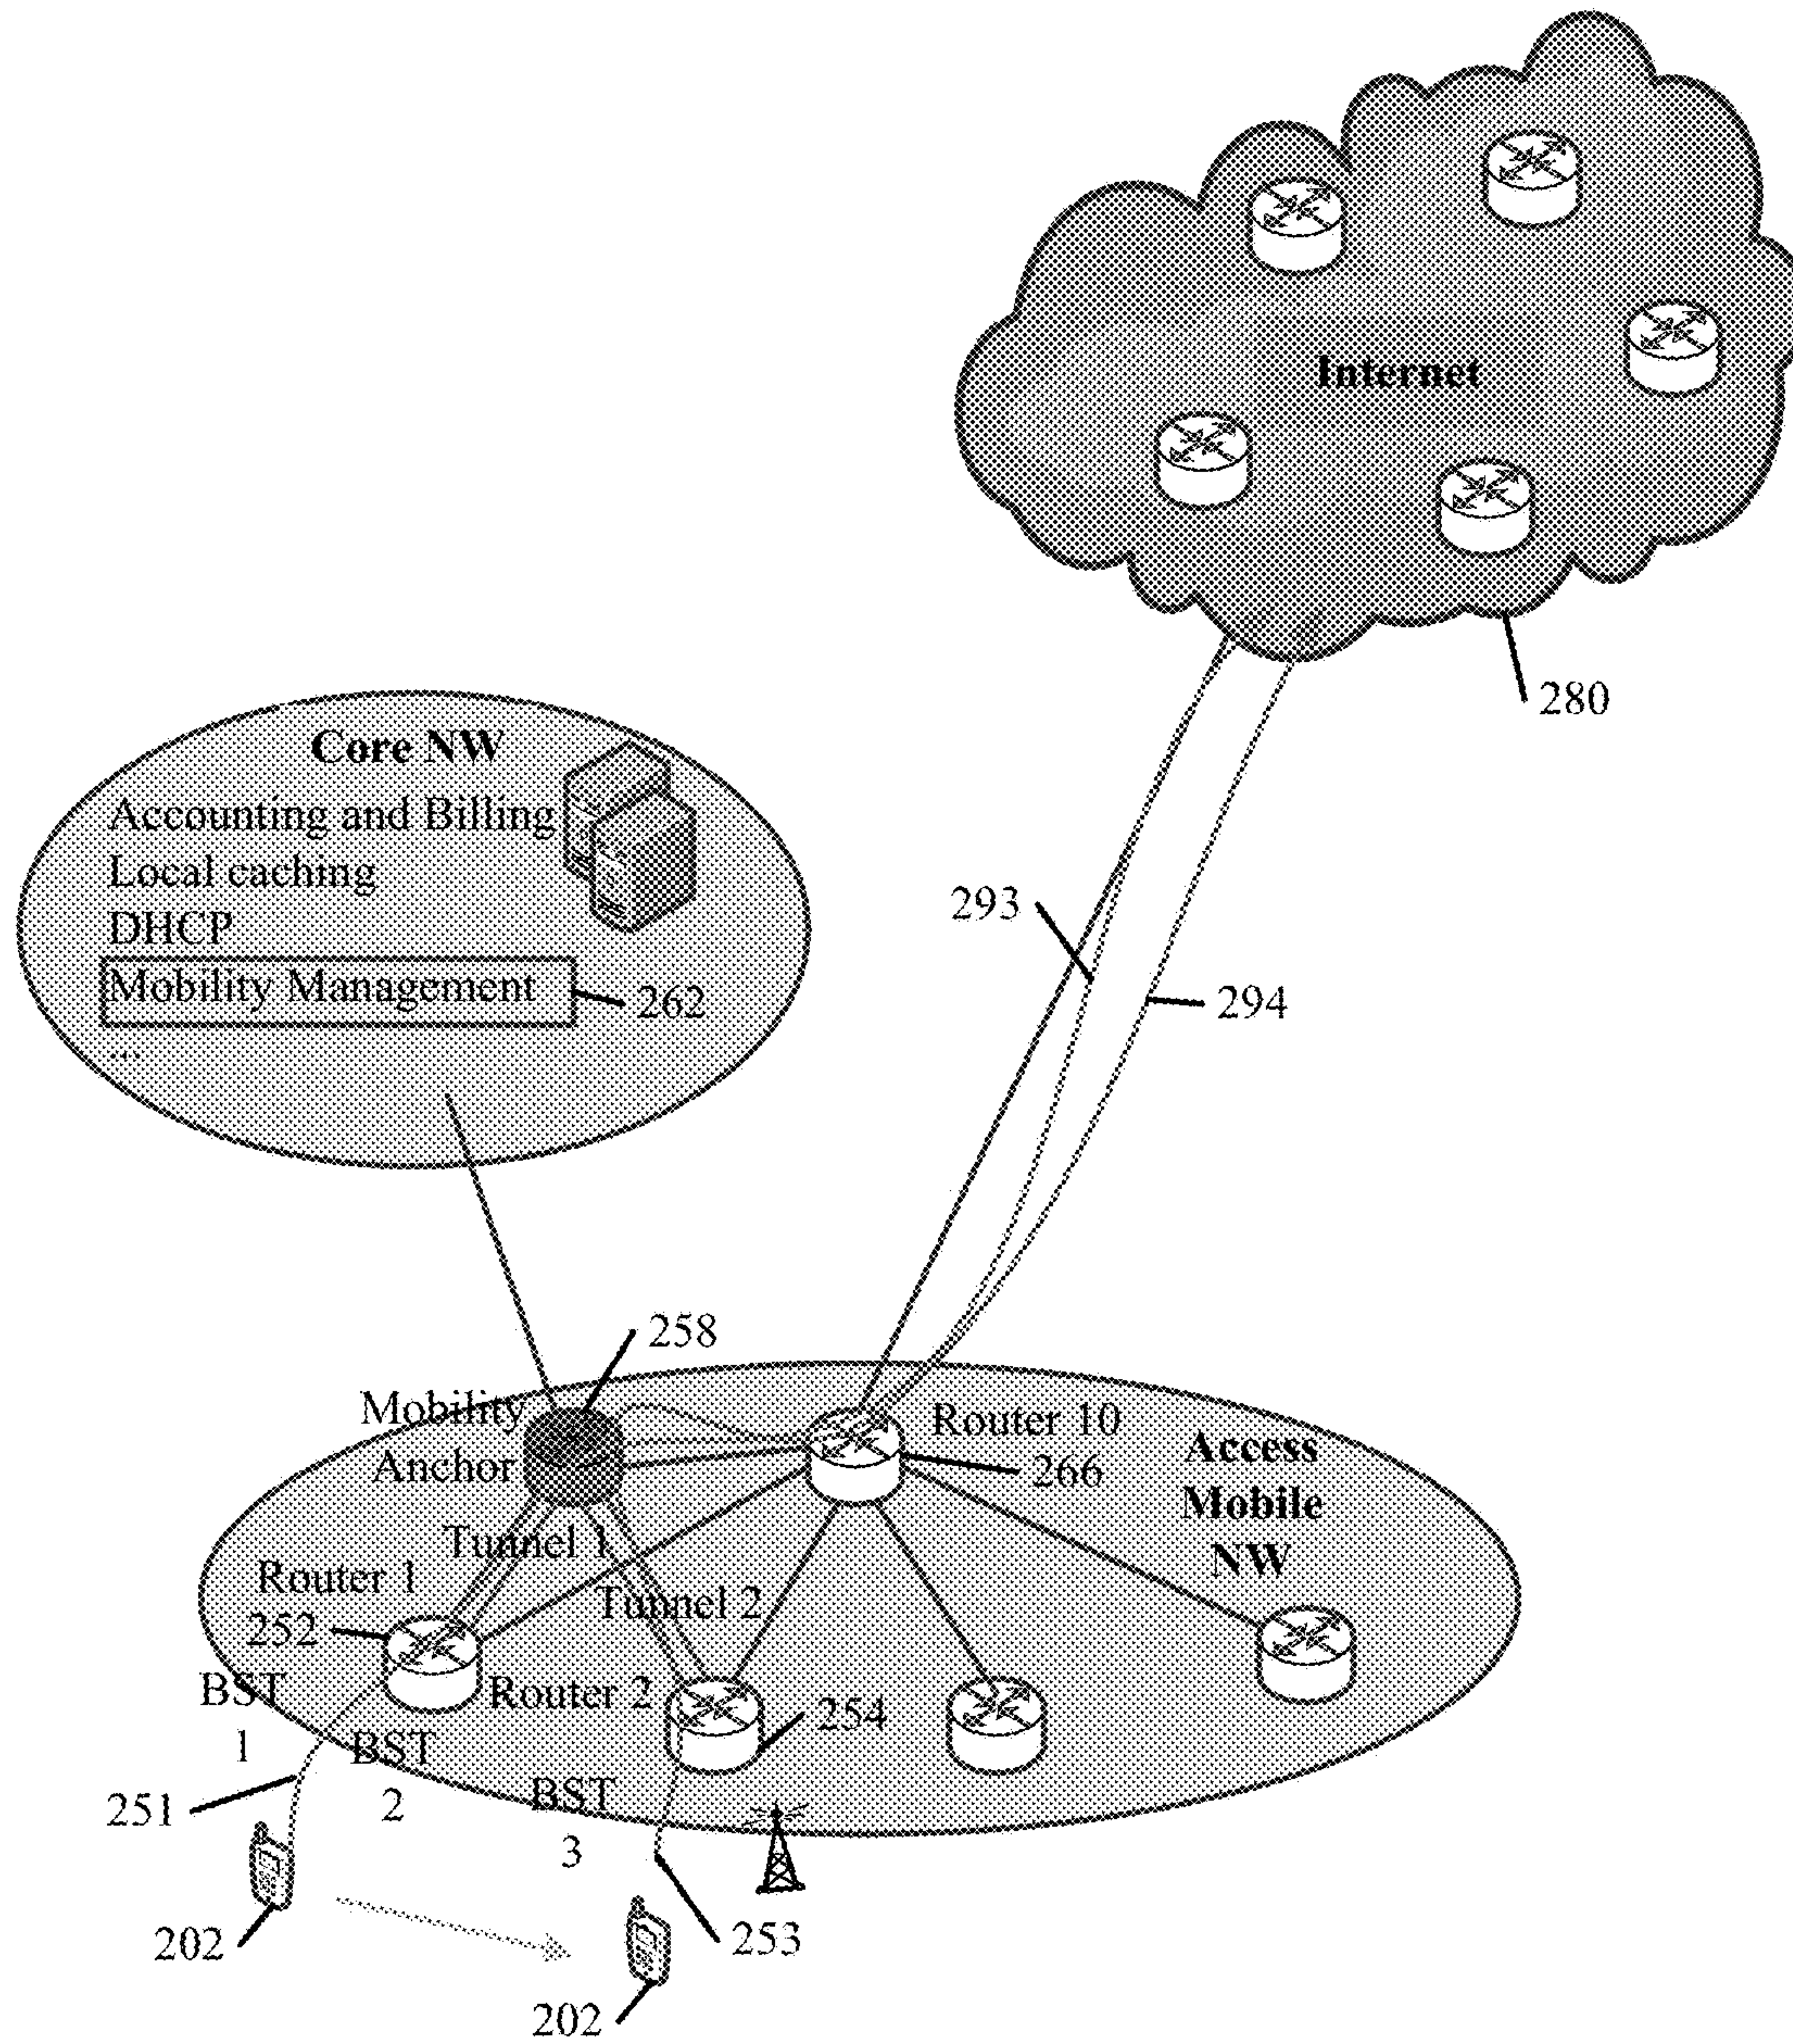 Internet
280
Core NW
Accounting and Billing
Local caching
DHCP
Mobility Management
262
...
293
294
258
Mobility
Anchor
Router 10
266
Access
Mobile
NW
Tunnel 1
Router 1
252
Tunnel 2
BST
1
Router 2
254
BST
2
251
BST
3
202
253
202